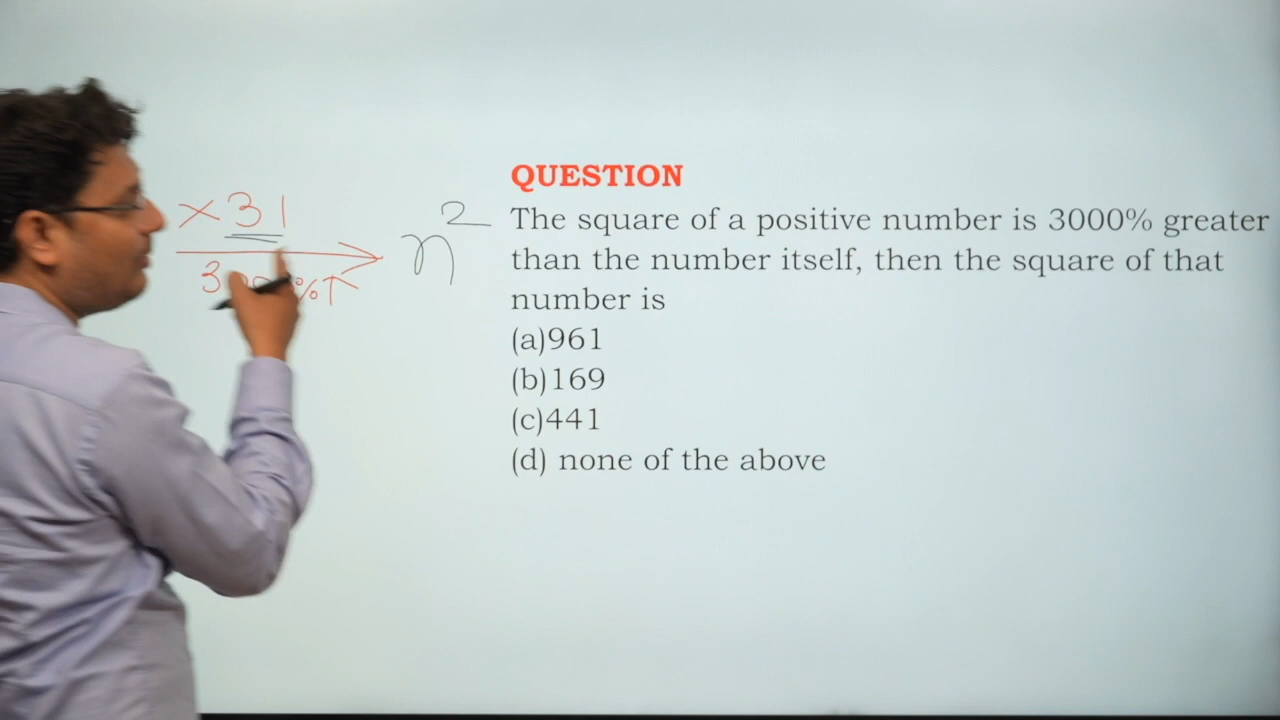 ×31
n²
QUESTION
The square of a positive number is 3000% greater
than the number itself, then the square of that
number is
(a)961
(b)169
(c)441
(d) none of the above